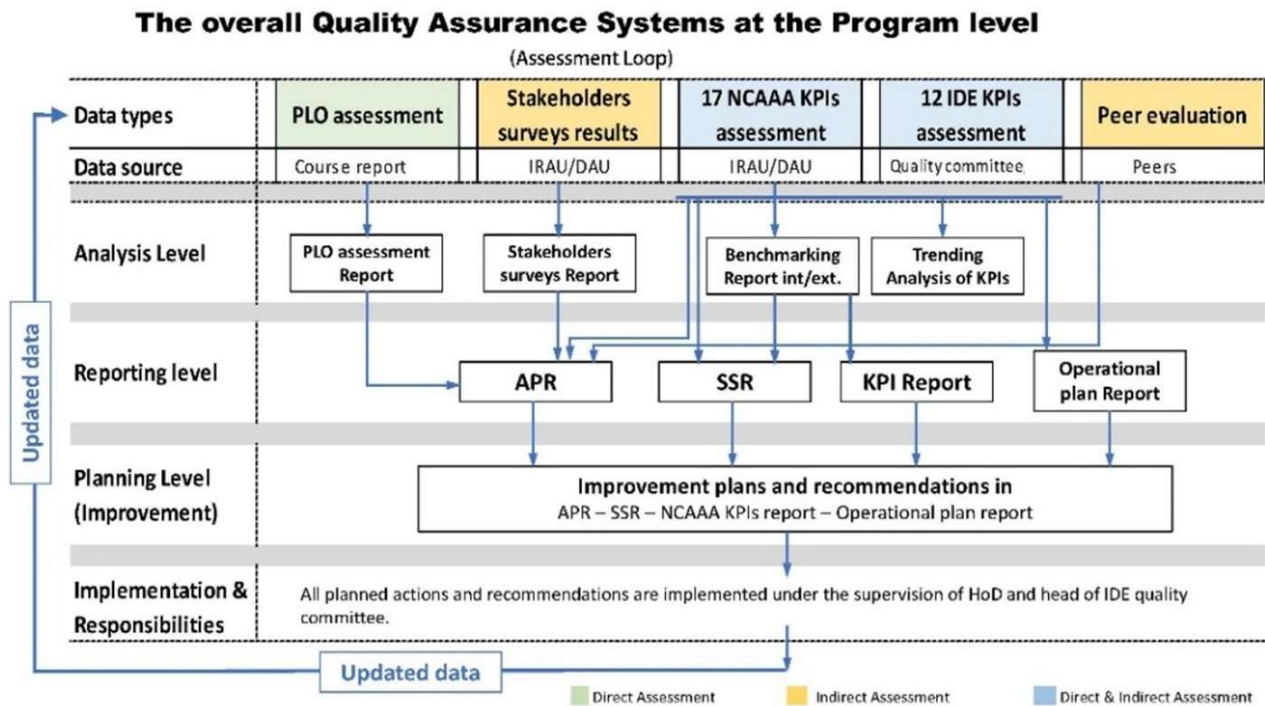 The overall Quality Assurance Systems at the Program level
(Assessment Loop)
Data types
PLO assessment
Stakeholders
surveys results
17 NCAAA KPIs
assessment
12 IDE KPIs
assessment
Peer evaluation
Data source
Course report
IRAU/DAU
IRAU/DAU
Quality committee
Peers
Analysis Level
PLO assessment
Report
Stakeholders
surveys Report
Benchmarking
Report int/ext.
Trending
Analysis of KPIs
Reporting level
APR
SSR
KPI Report
Operational
plan Report
Planning Level
(Improvement)
Improvement plans and recommendations in
APR – SSR – NCAAA KPIs report – Operational plan report
Implementation &
Responsibilities
All planned actions and recommendations are implemented under the supervision of HoD and head of IDE quality
committee.
Updated data
Updated data
Direct Assessment
Indirect Assessment
Direct & Indirect Assessment